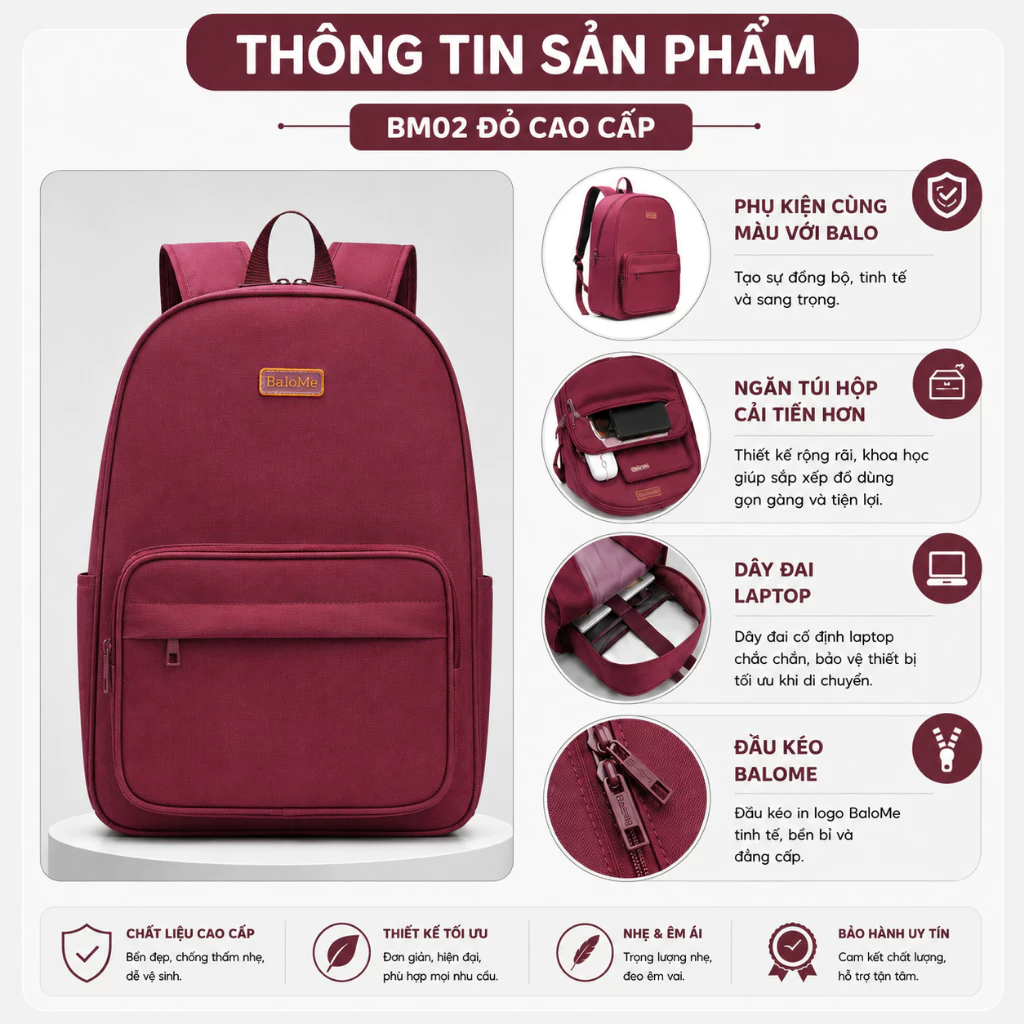 THÔNG TIN SẢN PHẨM
BM02 ĐỎ CAO CẤP
BaloMe
PHỤ KIỆN CÙNG
MÀU VỚI BALO
Tạo sự đồng bộ, tinh tế
và sang trọng.
NGĂN TÚI HỘP
CẢI TIẾN HƠN
Thiết kế rộng rãi, khoa học
giúp sắp xếp đồ dùng
gọn gàng và tiện lợi.
DÂY ĐAI
LAPTOP
Dây đai cố định laptop
chắc chắn, bảo vệ thiết bị
tối ưu khi di chuyển.
ĐẦU KÉO
BALOME
Đầu kéo in logo BaloMe
tinh tế, bền bỉ và
đẳng cấp.
CHẤT LIỆU CAO CẤP
Bền đẹp, chống thấm nhẹ,
dễ vệ sinh.
THIẾT KẾ TỐI ƯU
Đơn giản, hiện đại,
phù hợp mọi nhu cầu.
NHẸ & ÊM ÁI
Trọng lượng nhẹ,
đeo êm vai.
BẢO HÀNH UY TÍN
Cam kết chất lượng,
hỗ trợ tận tâm.